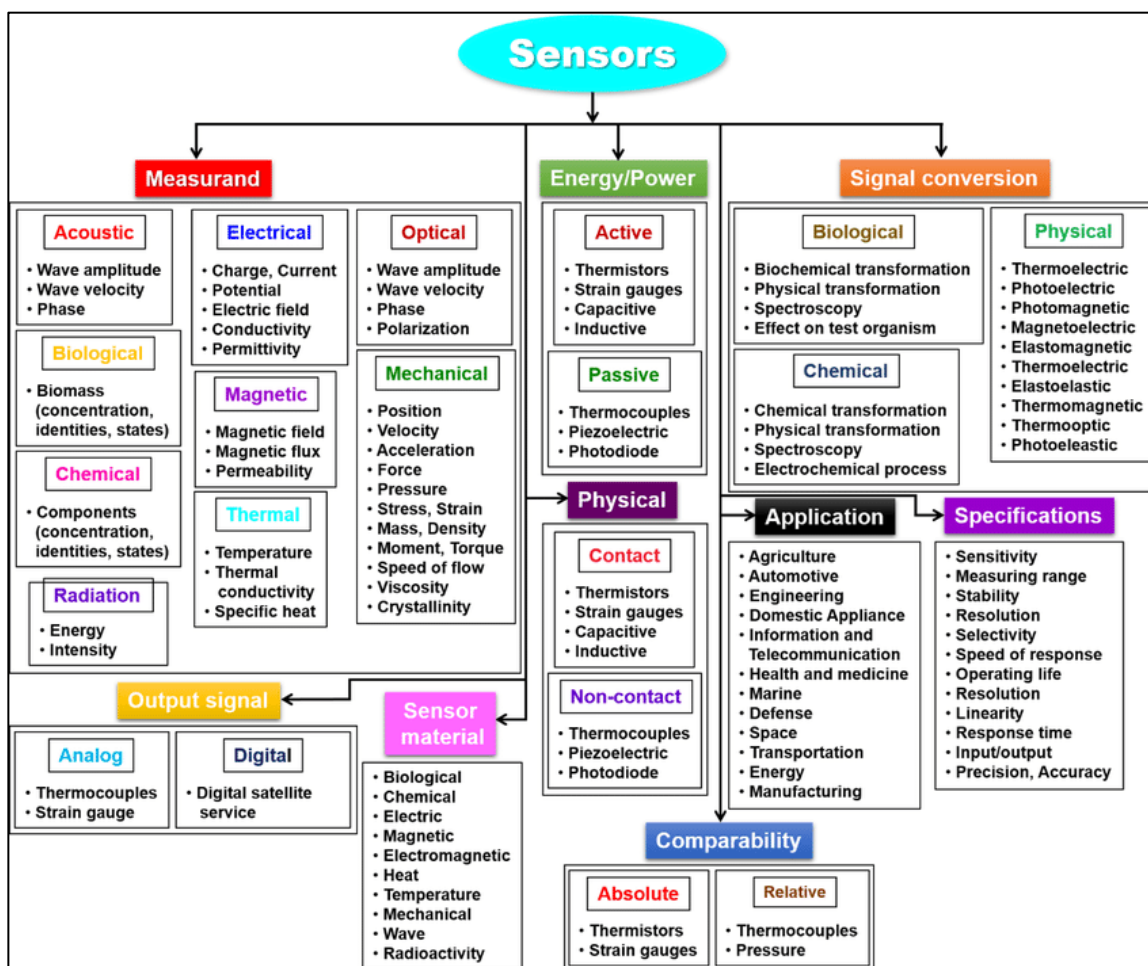 Sensors
Measurand
Acoustic
• Wave amplitude
• Wave velocity
• Phase
Biological
• Biomass
(concentration,
identities, states)
Chemical
• Components
(concentration,
identities, states)
Radiation
• Energy
• Intensity
Electrical
• Charge, Current
• Potential
• Electric field
• Conductivity
• Permittivity
Magnetic
• Magnetic field
• Magnetic flux
• Permeability
Thermal
• Temperature
• Thermal
conductivity
• Specific heat
Optical
• Wave amplitude
• Wave velocity
• Phase
• Polarization
Mechanical
• Position
• Velocity
• Acceleration
• Force
• Pressure
• Stress, Strain
• Mass, Density
• Moment, Torque
• Speed of flow
• Viscosity
• Crystallinity
Energy/Power
Active
• Thermistors
• Strain gauges
• Capacitive
• Inductive
Passive
• Thermocouples
• Piezoelectric
• Photodiode
Signal conversion
Biological
• Biochemical transformation
• Physical transformation
• Spectroscopy
• Effect on test organism
Chemical
• Chemical transformation
• Physical transformation
• Spectroscopy
• Electrochemical process
Physical
• Thermoelectric
• Photoelectric
• Photomagnetic
• Magnetoelectric
• Elastomagnetic
• Thermoelectric
• Elastoelastic
• Thermomagnetic
• Thermooptic
• Photoeleastic
Physical
Contact
• Thermistors
• Strain gauges
• Capacitive
• Inductive
Non-contact
• Thermocouples
• Piezoelectric
• Photodiode
Application
• Agriculture
• Automotive
• Engineering
• Domestic Appliance
• Information and
Telecommunication
• Health and medicine
• Marine
• Defense
• Space
• Transportation
• Energy
• Manufacturing
Specifications
• Sensitivity
• Measuring range
• Stability
• Resolution
• Selectivity
• Speed of response
• Operating life
• Resolution
• Linearity
• Response time
• Input/output
• Precision, Accuracy
Output signal
Analog
• Thermocouples
• Strain gauge
Digital
• Digital satellite
service
Sensor
material
• Biological
• Chemical
• Electric
• Magnetic
• Electromagnetic
• Heat
• Temperature
• Mechanical
• Wave
• Radioactivity
Comparability
Absolute
• Thermistors
• Strain gauges
Relative
• Thermocouples
• Pressure